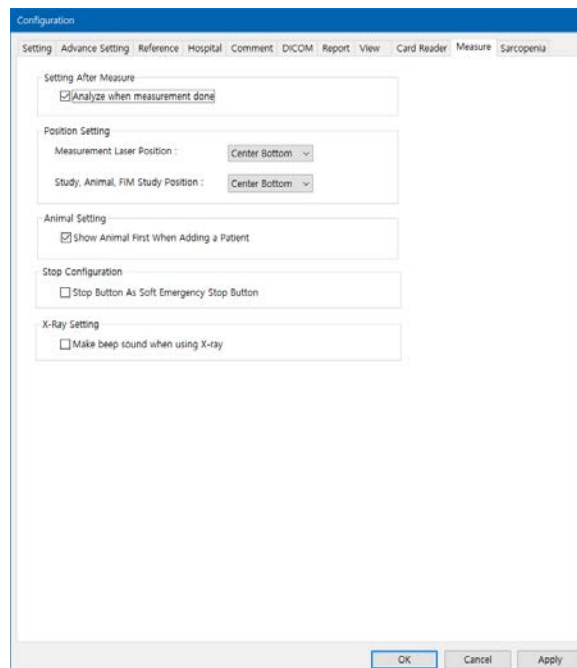 Configuration
Setting Advance Setting Reference Hospital Comment DICOM Report View Card Reader Measure Sarcopenia
Setting After Measure
Analyze when measurement done
Position Setting
Measurement Laser Position : Center Bottom
Study, Animal, FIM Study Position : Center Bottom
Animal Setting
Show Animal First When Adding a Patient
Stop Configuration
Stop Button As Soft Emergency Stop Button
X-Ray Setting
Make beep sound when using X-ray
OK Cancel Apply